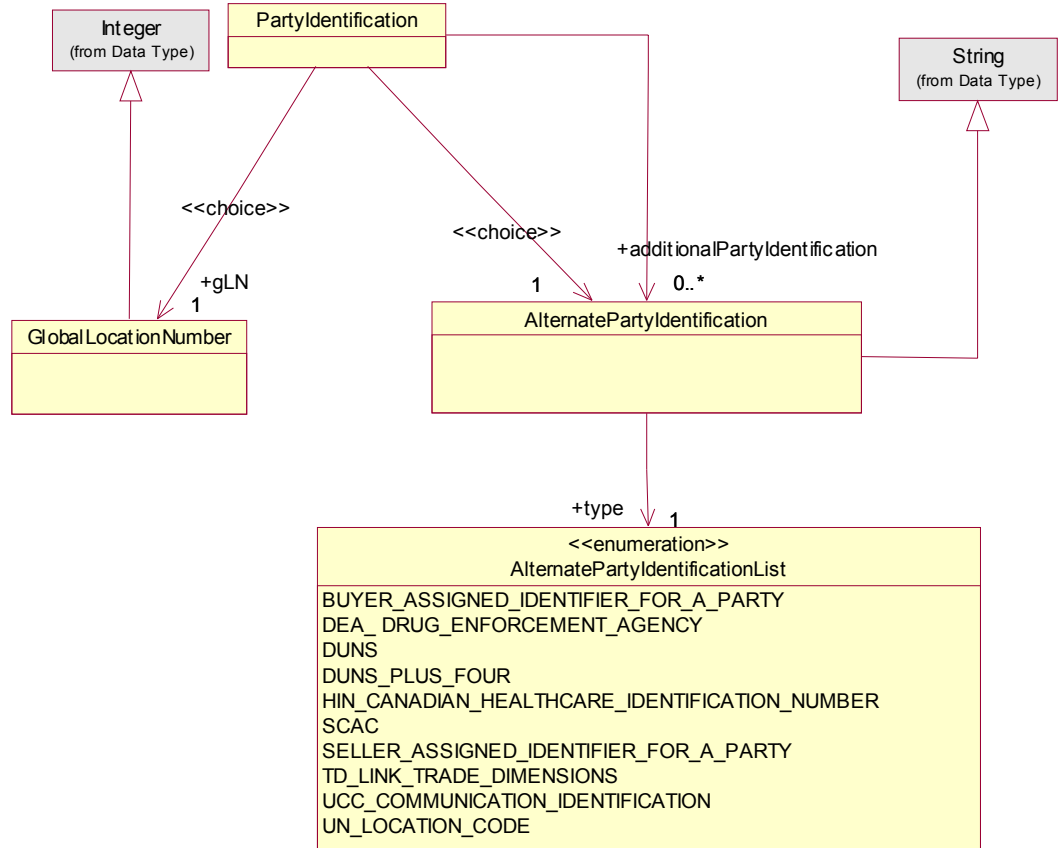 Integer
(from Data Type)
PartyIdentification
String
(from Data Type)
<<choice>>
<<choice>>
+additionalPartyIdentification
+gLN
1
1
0..*
GlobalLocationNumber
AlternatePartyIdentification
+type
1
<<enumeration>>
AlternatePartyIdentificationList
BUYER_ASSIGNED_IDENTIFIER_FOR_A_PARTY
DEA_ DRUG_ENFORCEMENT_AGENCY
DUNS
DUNS_PLUS_FOUR
HIN_CANADIAN_HEALTHCARE_IDENTIFICATION_NUMBER
SCAC
SELLER_ASSIGNED_IDENTIFIER_FOR_A_PARTY
TD_LINK_TRADE_DIMENSIONS
UCC_COMMUNICATION_IDENTIFICATION
UN_LOCATION_CODE